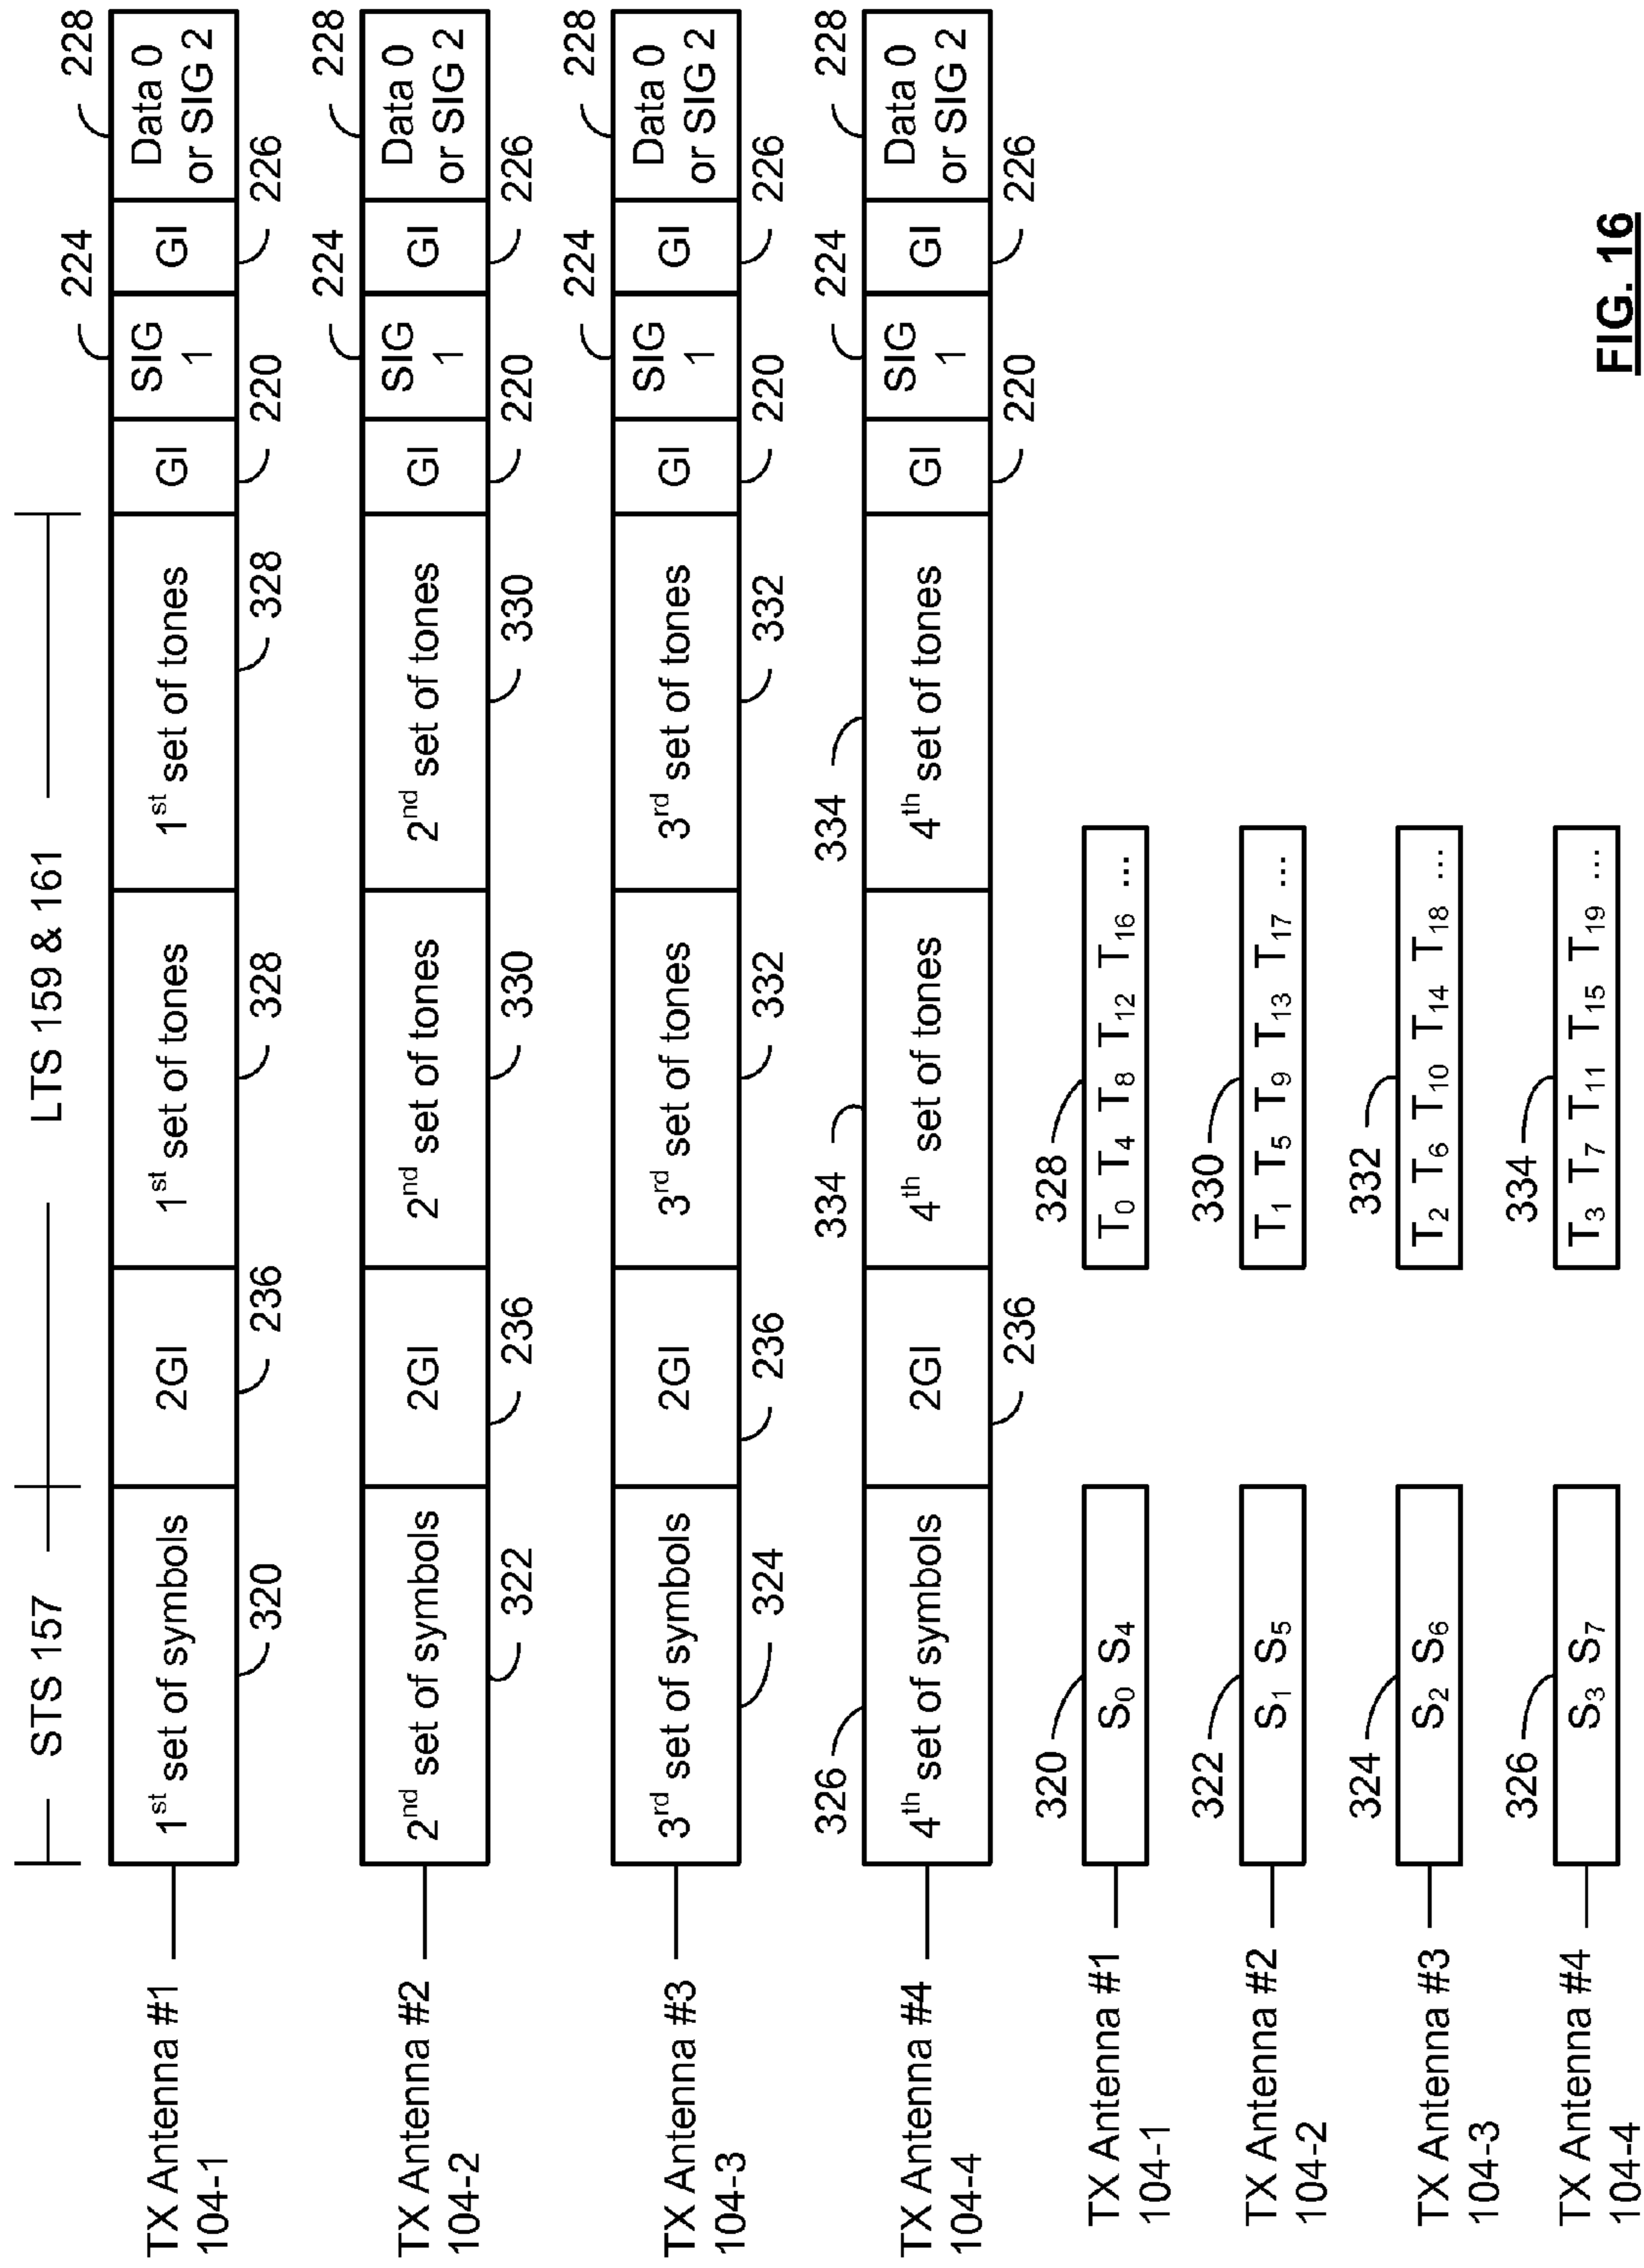 STS 157
LTS 159 & 161
TX Antenna #1
104-1
1st set of symbols
2GI
1st set of tones
1st set of tones
GI
SIG
1
GI
Data 0
or SIG 2
320
236
328
328
220
224
226
228
TX Antenna #2
104-2
2nd set of symbols
2GI
2nd set of tones
2nd set of tones
GI
SIG
1
GI
Data 0
or SIG 2
322
236
330
330
220
224
226
228
TX Antenna #3
104-3
3rd set of symbols
2GI
3rd set of tones
3rd set of tones
GI
SIG
1
GI
Data 0
or SIG 2
324
236
332
332
220
224
226
228
TX Antenna #4
104-4
4th set of symbols
2GI
4th set of tones
4th set of tones
GI
SIG
1
GI
Data 0
or SIG 2
326
236
334
334
220
224
226
228
TX Antenna #1
104-1
320
S0 S4
328
T0 T4 T8 T12 T16 ...
TX Antenna #2
104-2
322
S1 S5
330
T1 T5 T9 T13 T17 ...
TX Antenna #3
104-3
324
S2 S6
332
T2 T6 T10 T14 T18 ...
TX Antenna #4
104-4
326
S3 S7
334
T3 T7 T11 T15 T19 ...
FIG. 16